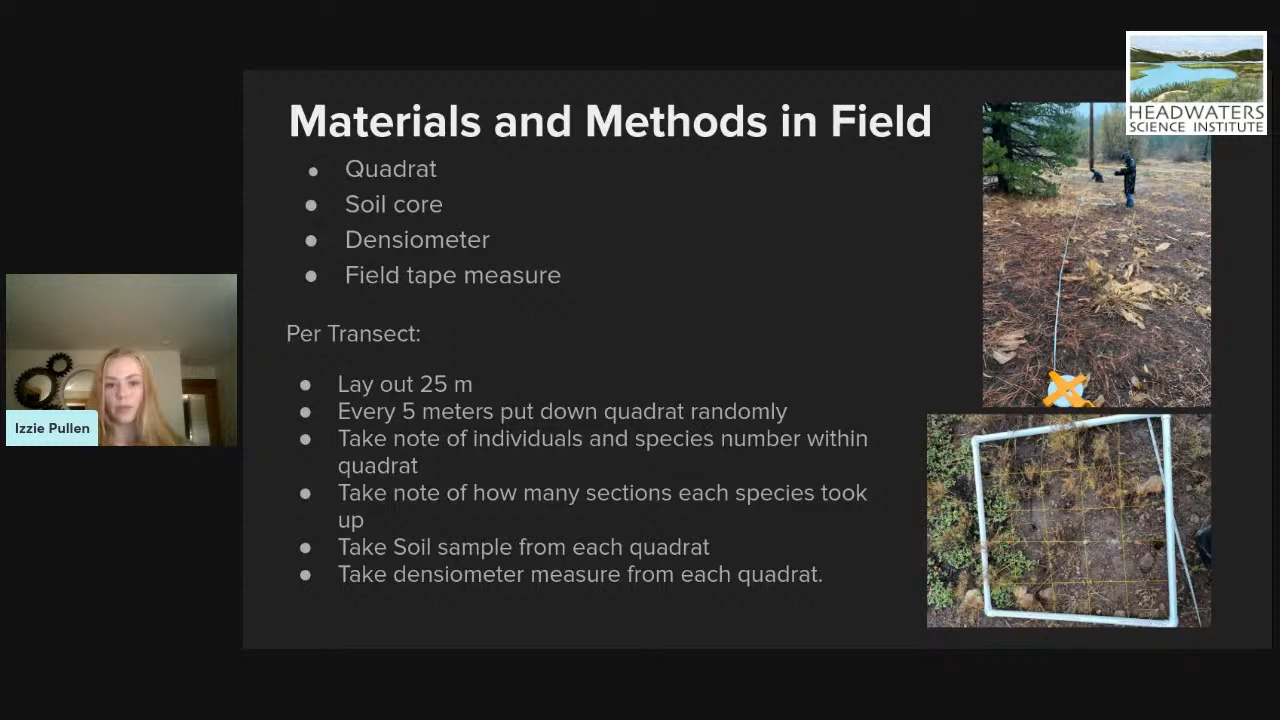 HEADWATERS
SCIENCE INSTITUTE
Materials and Methods in Field
● Quadrat
● Soil core
● Densiometer
● Field tape measure
Per Transect:
● Lay out 25 m
● Every 5 meters put down quadrat randomly
● Take note of individuals and species number within
quadrat
● Take note of how many sections each species took
up
● Take Soil sample from each quadrat
● Take densiometer measure from each quadrat.
Izzie Pullen